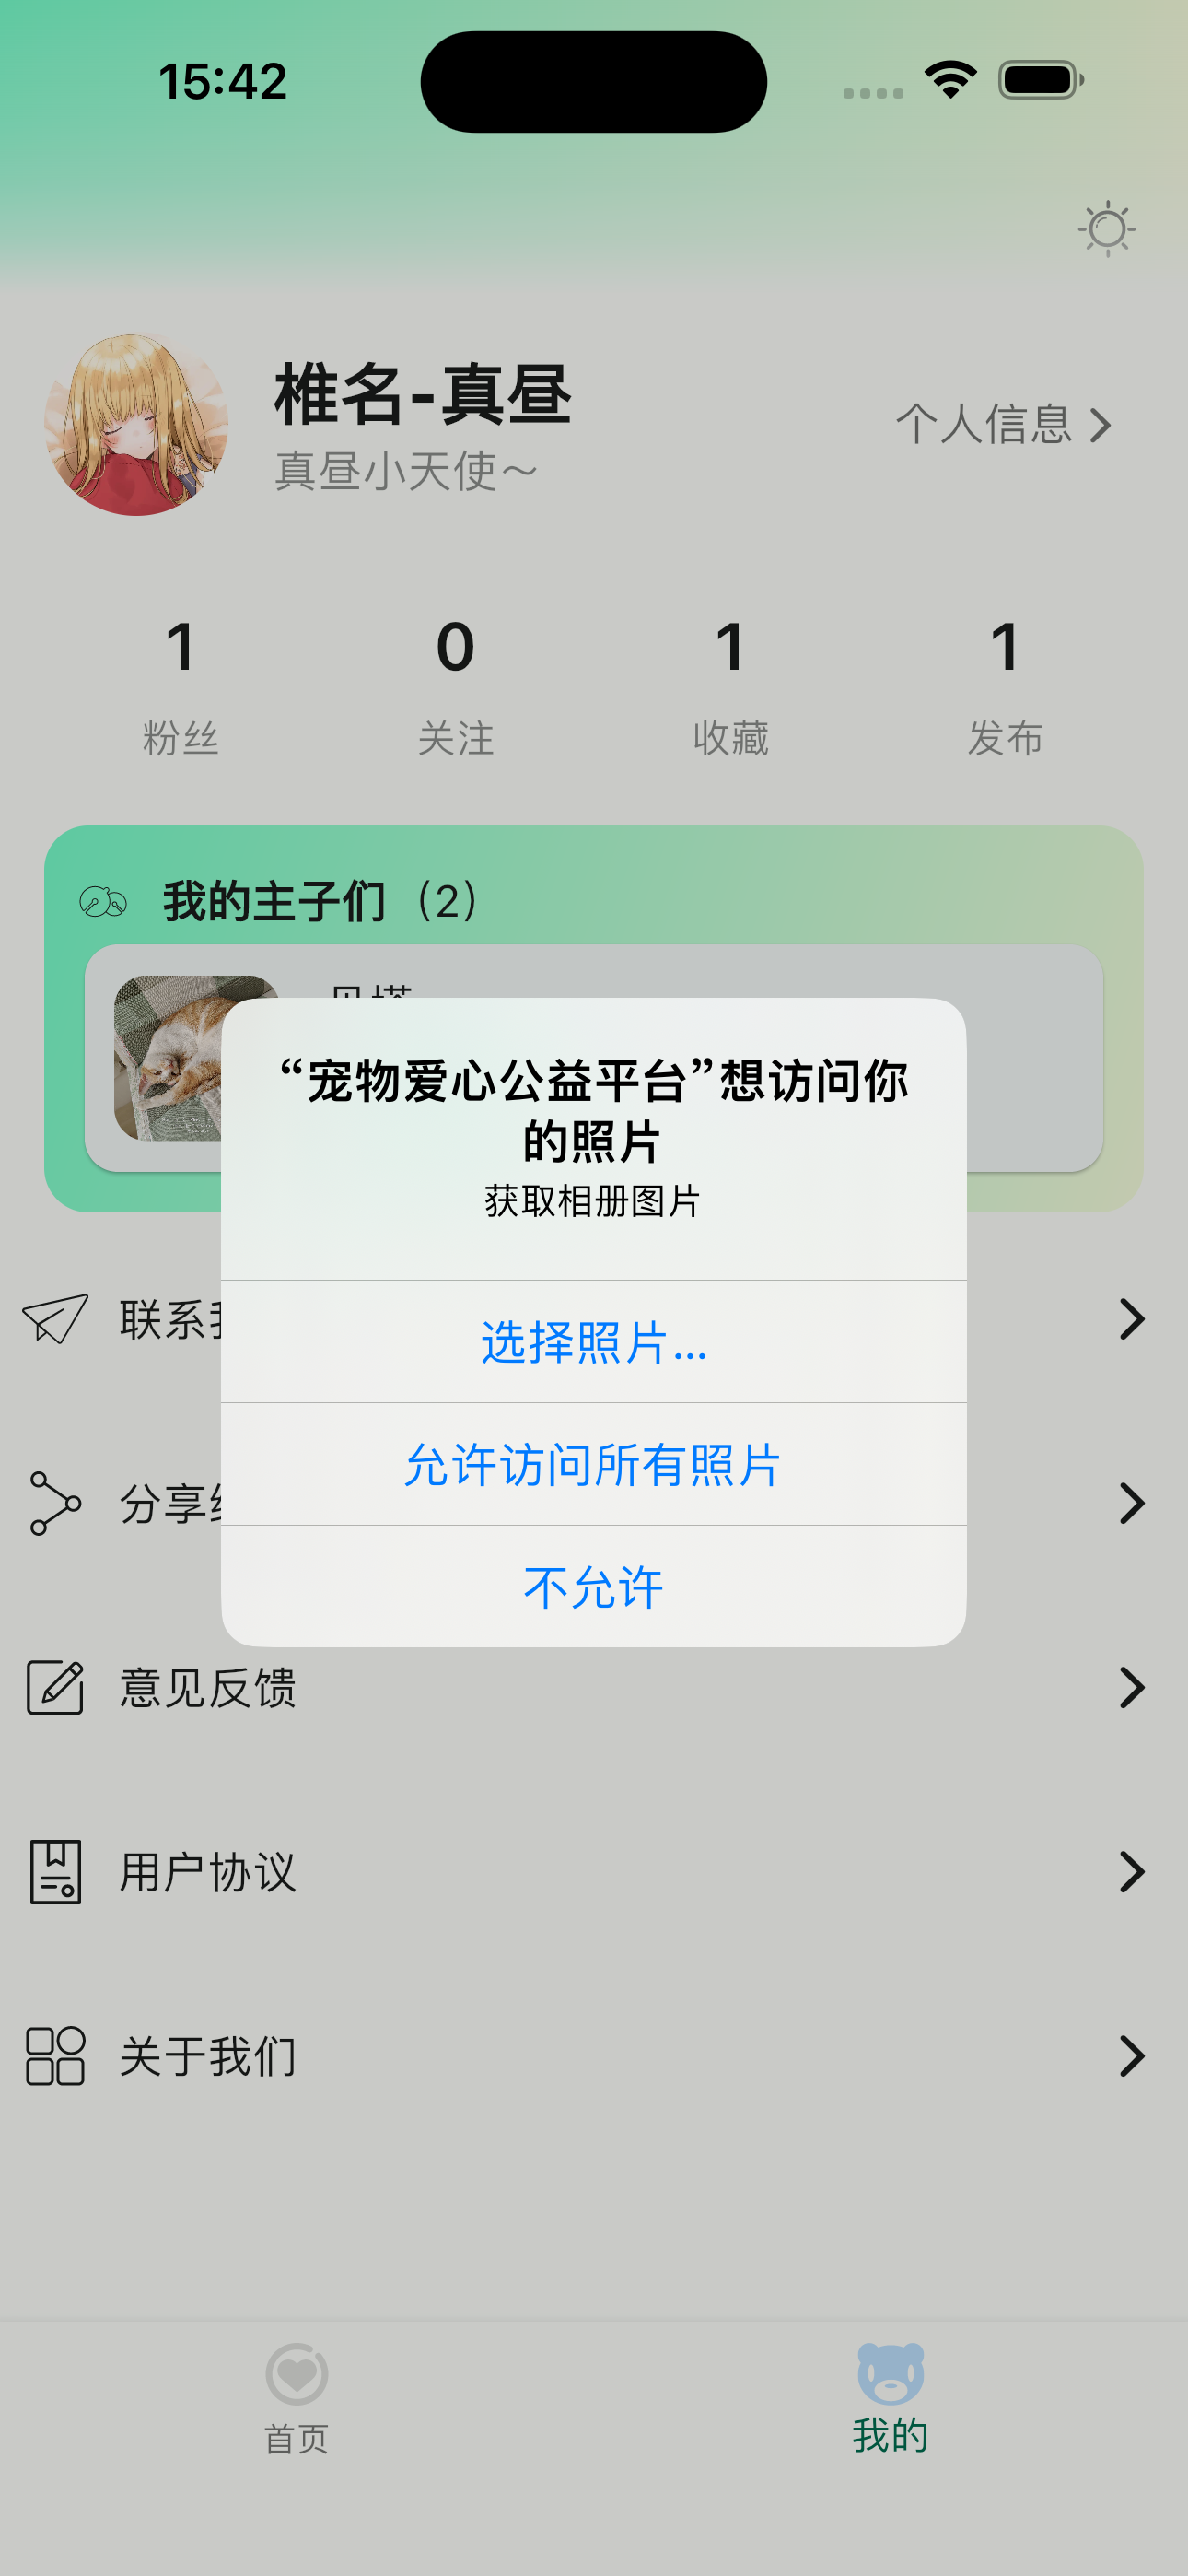 15:42
椎名-真昼
真昼小天使～
个人信息
1
0
1
1
粉丝
关注
收藏
发布
我的主子们（2）
“宠物爱心公益平台”想访问你
的照片
获取相册图片
选择照片...
允许访问所有照片
不允许
联系
分享
意见反馈
用户协议
关于我们
首页
我的